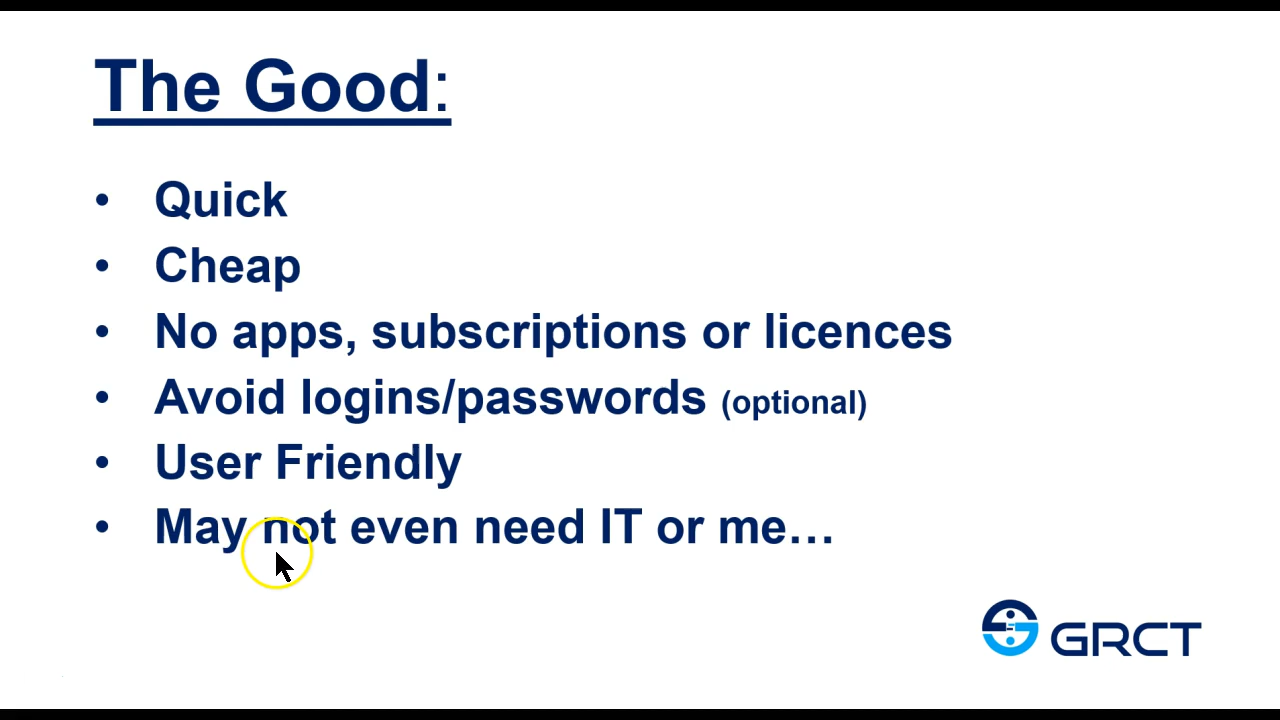 The Good:
• Quick
• Cheap
• No apps, subscriptions or licences
• Avoid logins/passwords (optional)
• User Friendly
• May not even need IT or me…
GRCT